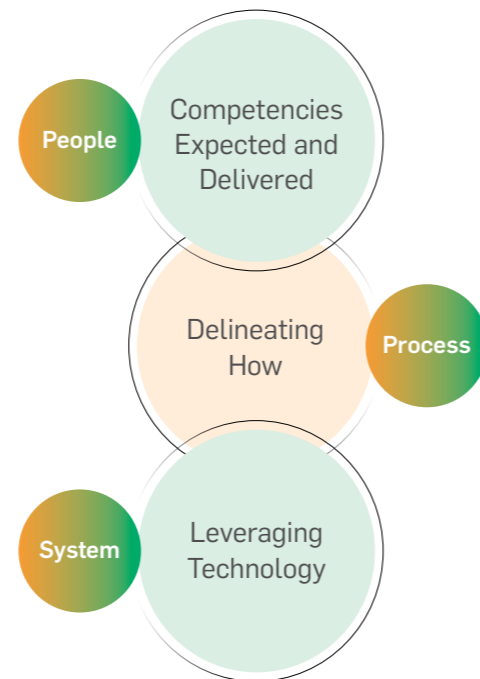 People
Competencies
Expected and
Delivered
Delineating
How
Process
System
Leveraging
Technology